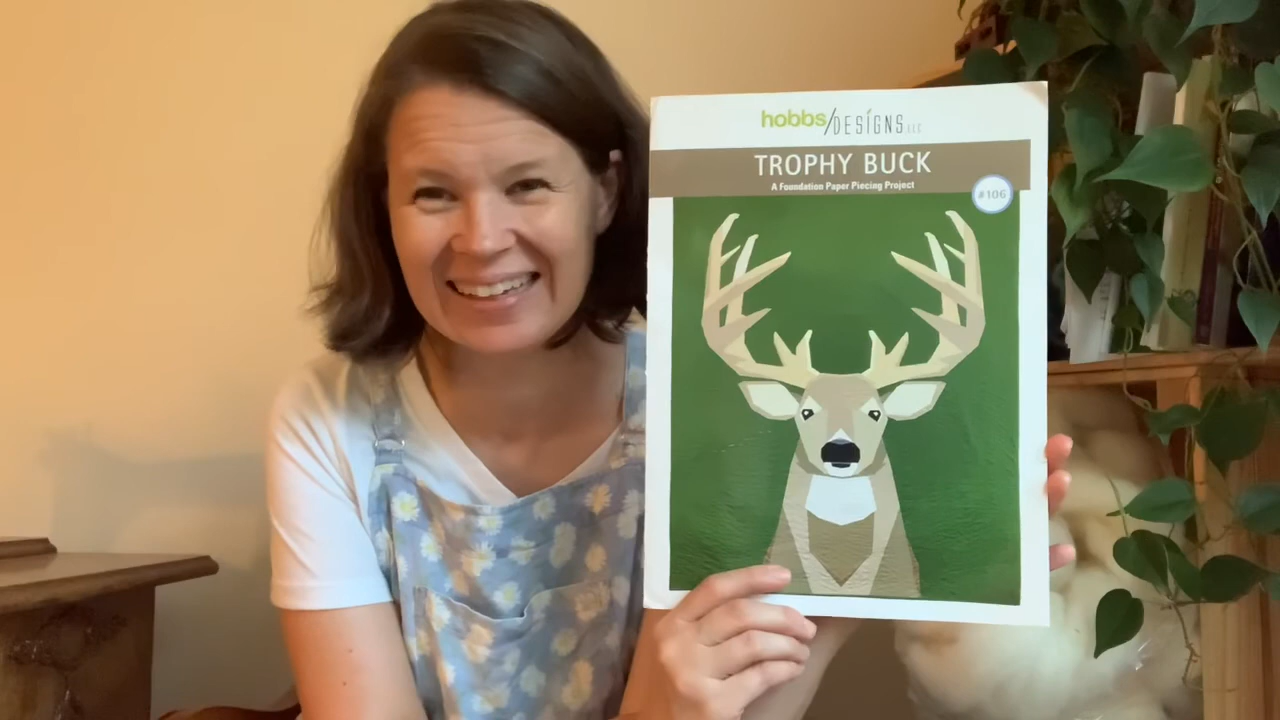 hobbs/DESIGNS LLC
TROPHY BUCK
A Foundation Paper Piecing Project
#106